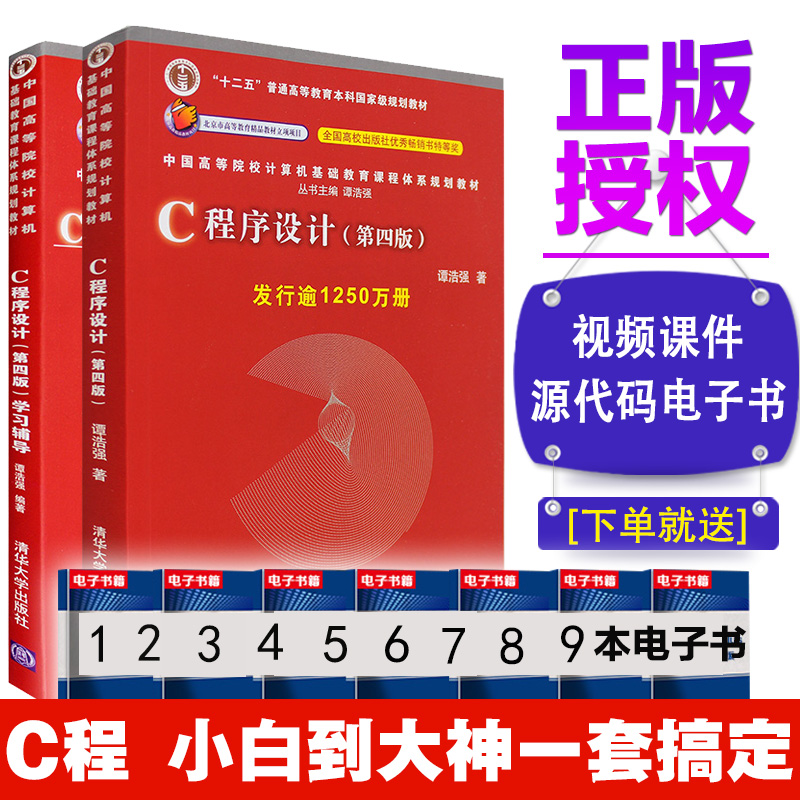 正版
授权
视频课件
源代码电子书
[下单就送]
"十二五"普通高等教育本科国家级规划教材
北京市高等教育精品教材立项项目
全国高校出版社优秀畅销书特等奖
中国高等院校计算机基础教育课程体系规划教材
丛书主编 谭浩强
C程序设计(第四版)
谭浩强 著
发行逾1250万册
中国高等院校计算机
基础教育课程体系规划教材
C程序设计(第四版)
谭浩强 著
清华大
中国高等院校计算机
基础教育课程体系规划教材
C程序设计(第四版)学习辅导
谭浩强 编著
清华大学出版社
电子书籍 电子书籍 电子书籍 电子书籍 电子书籍 电子书籍 电子书籍
1 2 3 4 5 6 7 8 9 本电子书
C程 小白到大神一套搞定